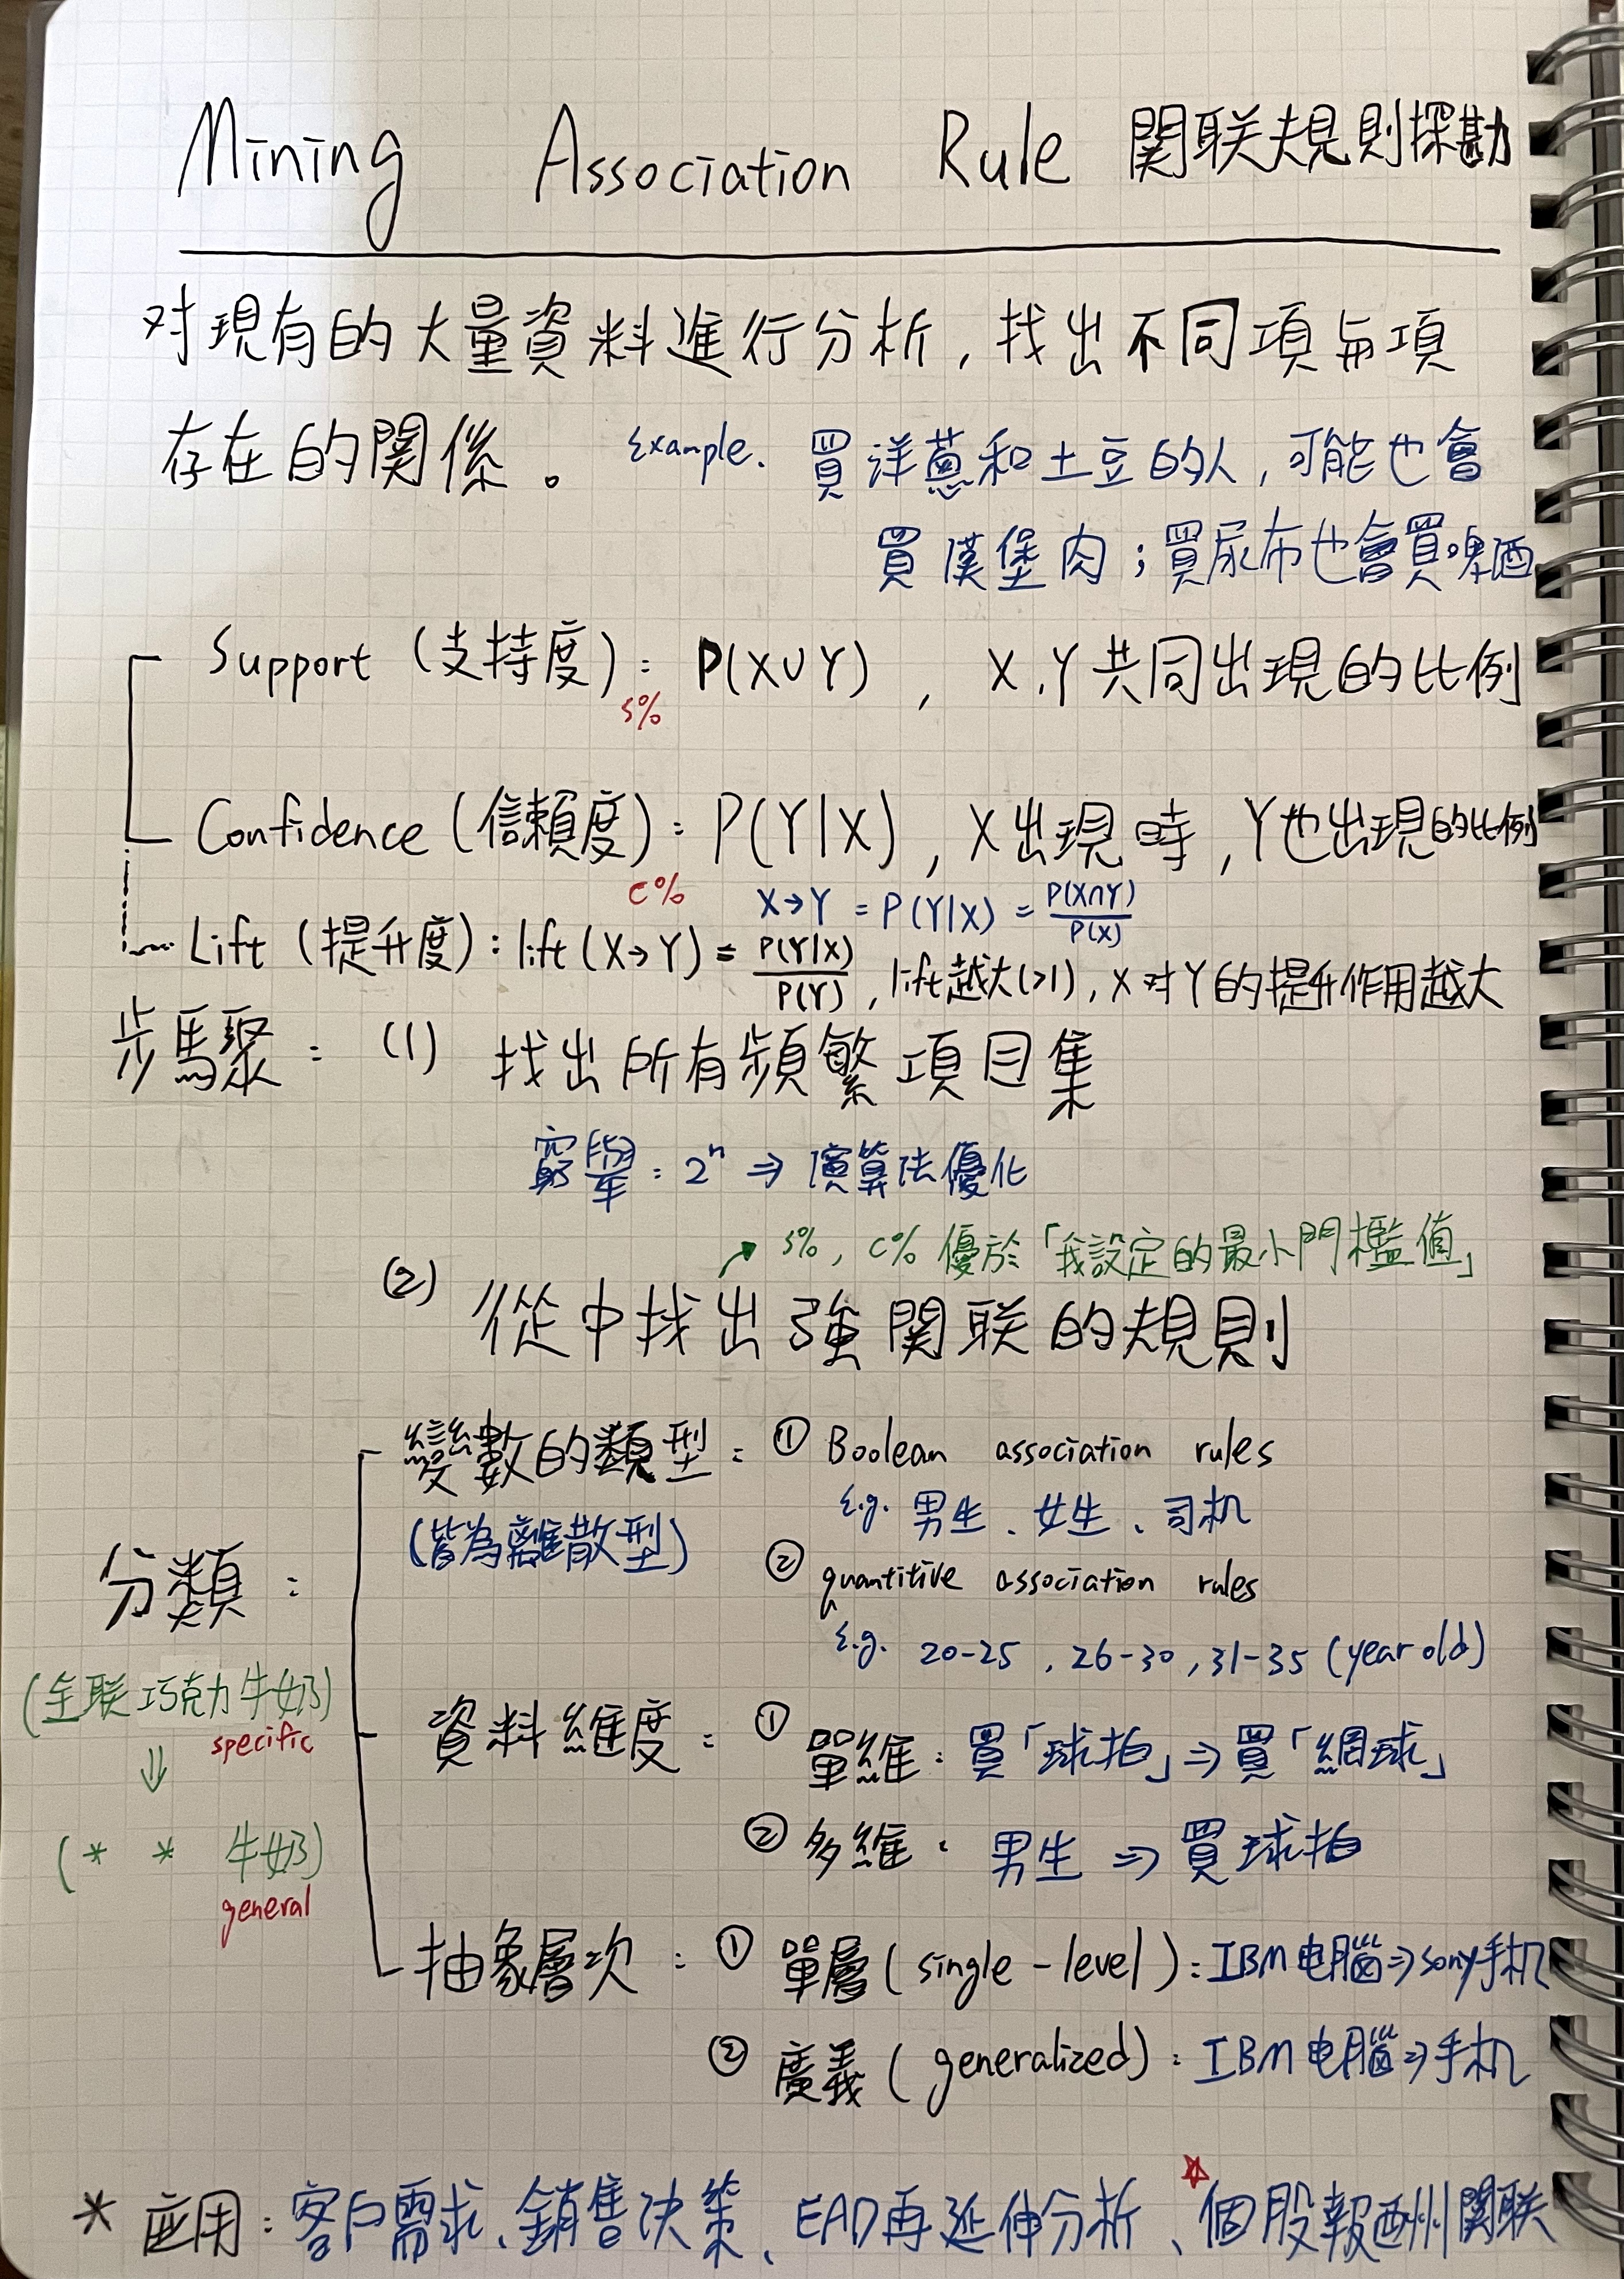 Mining Association Rule 関联規則探勘
对現有的大量資料進行分析, 找出不同項与項
存在的関係。 Example. 買洋蔥和土豆的人, 可能也會
買漢堡肉; 買尿布也會買啤酒
Support (支持度): P(X∪Y) , X.Y共同出現的比例
s%
Confidence (信賴度): P(Y|X), X出現時, Y也出現的比例
c% X→Y = P(Y|X) = P(X∩Y)/P(X)
Lift (提升度): lift(X→Y) = P(Y|X)/P(Y), lift越大(>1), X对Y的提升作用越大
步驟: (1) 找出所有頻繁項目集
窮舉: 2ⁿ ⇒ 演算法優化
↗ s%, c% 優於「我設定的最小門檻值」
(2) 從中找出強関联的規則
變數的類型: ① Boolean association rules
(皆為離散型) e.g. 男生、女生、司机
分類: ② quantitive association rules
e.g. 20-25, 26-30, 31-35 (year old)
(全联巧克力牛奶)
specific
⇓
(* * 牛奶)
general
資料維度: ① 單維: 買「球拍」⇒ 買「網球」
② 多維: 男生 ⇒ 買球拍
抽象層次: ① 單層 (single-level): IBM电腦⇒sony手机
② 廣義 (generalized): IBM电腦⇒手机
* 应用: 客户需求、銷售决策、EAD再延伸分析、☆個股報酬関联